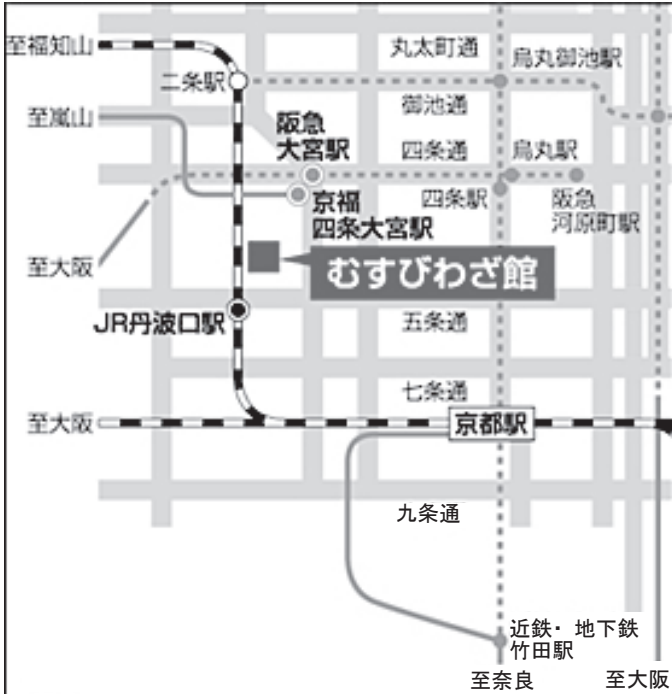 至福知山
丸太町通
烏丸御池駅
二条駅
御池通
至嵐山
阪急
大宮駅
四条通
烏丸駅
京福
四条大宮駅
四条駅
阪急
河原町駅
至大阪
むすびわざ館
JR丹波口駅
五条通
七条通
至大阪
京都駅
九条通
近鉄・地下鉄
竹田駅
至奈良
至大阪